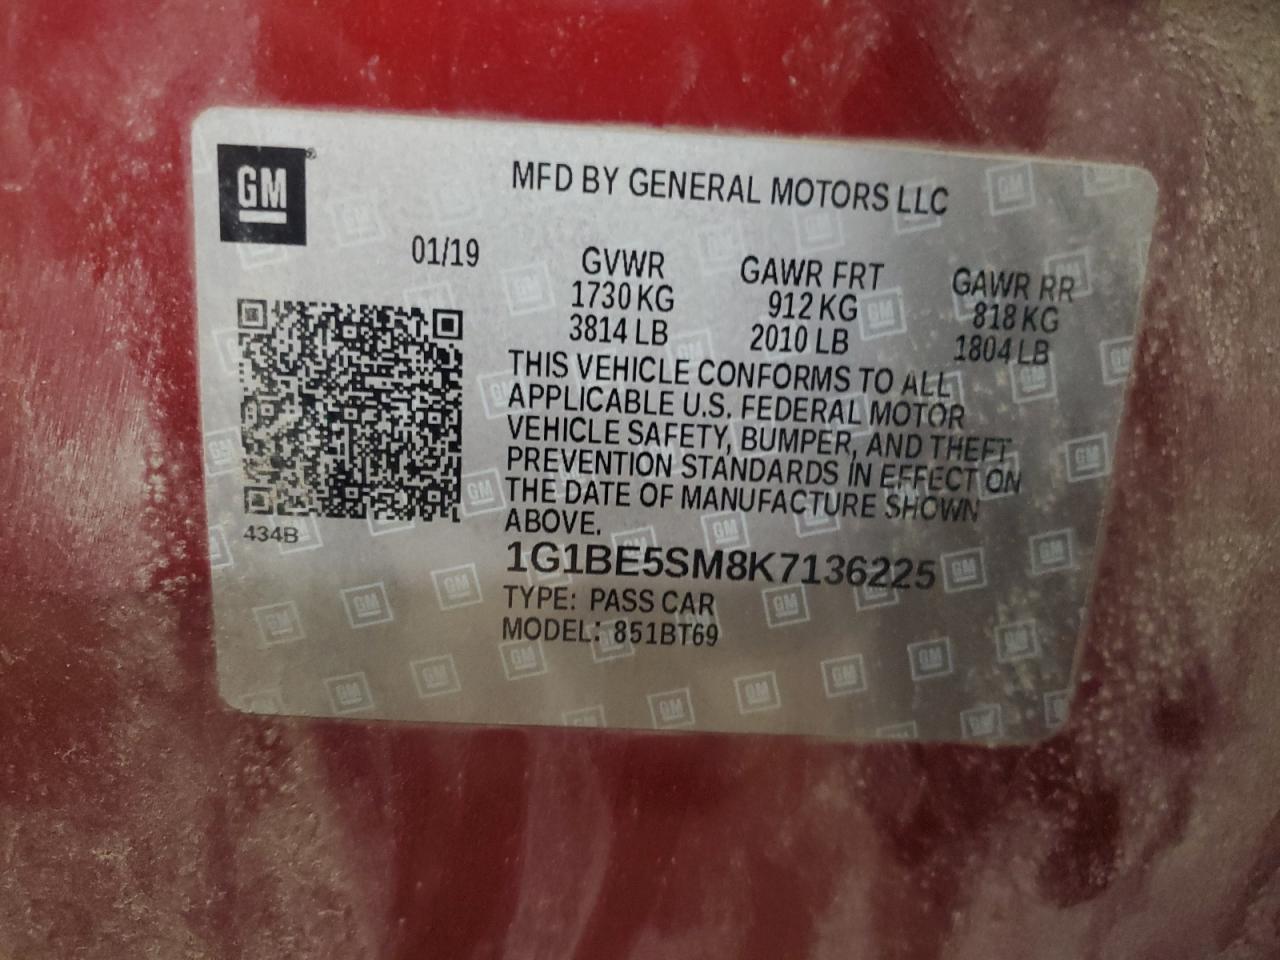 GM
MFD BY GENERAL MOTORS LLC
01/19
GVWR GAWR FRT GAWR RR
1730 KG 912 KG 818 KG
3814 LB 2010 LB 1804 LB
THIS VEHICLE CONFORMS TO ALL
APPLICABLE U.S. FEDERAL MOTOR
VEHICLE SAFETY, BUMPER, AND THEFT
PREVENTION STANDARDS IN EFFECT ON
THE DATE OF MANUFACTURE SHOWN
ABOVE.
434B
1G1BE5SM8K7136225
TYPE: PASS CAR
MODEL: 851BT69